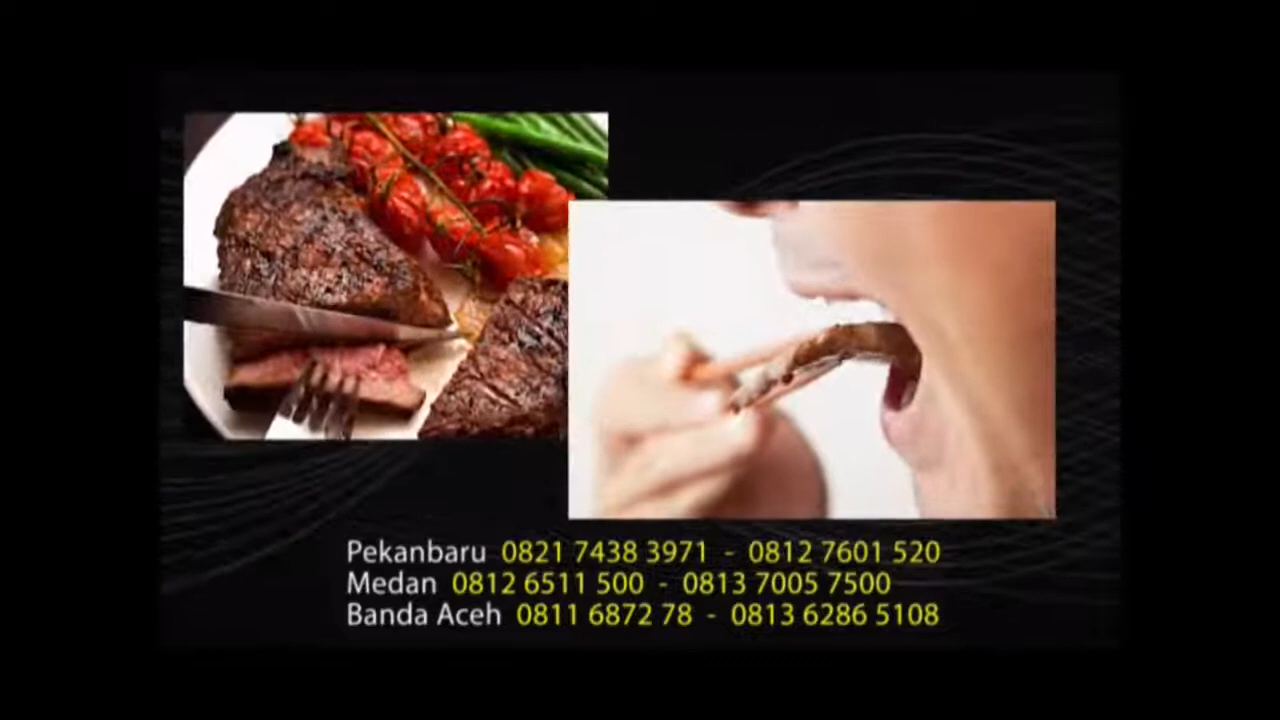 Pekanbaru 0821 7438 3971 - 0812 7601 520
Medan 0812 6511 500 - 0813 7005 7500
Banda Aceh 0811 6872 78 - 0813 6286 5108